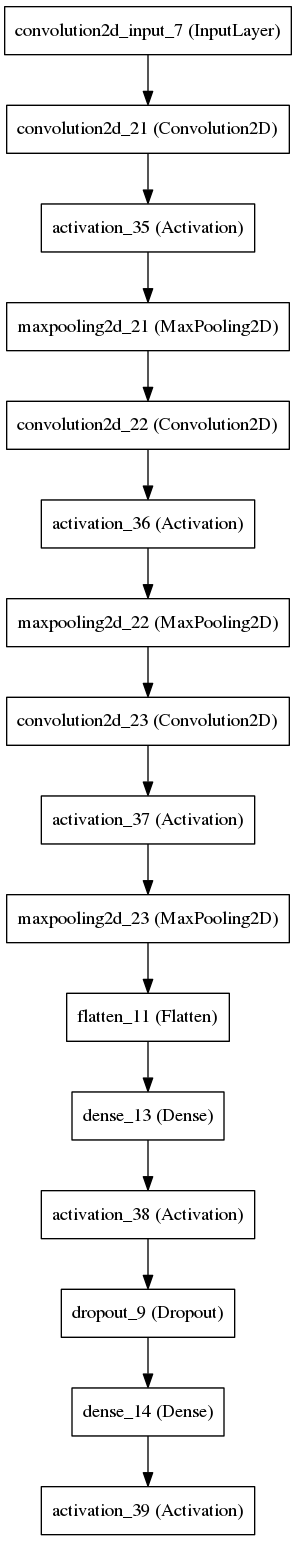 convolution2d_input_7 (InputLayer)
convolution2d_21 (Convolution2D)
activation_35 (Activation)
maxpooling2d_21 (MaxPooling2D)
convolution2d_22 (Convolution2D)
activation_36 (Activation)
maxpooling2d_22 (MaxPooling2D)
convolution2d_23 (Convolution2D)
activation_37 (Activation)
maxpooling2d_23 (MaxPooling2D)
flatten_11 (Flatten)
dense_13 (Dense)
activation_38 (Activation)
dropout_9 (Dropout)
dense_14 (Dense)
activation_39 (Activation)